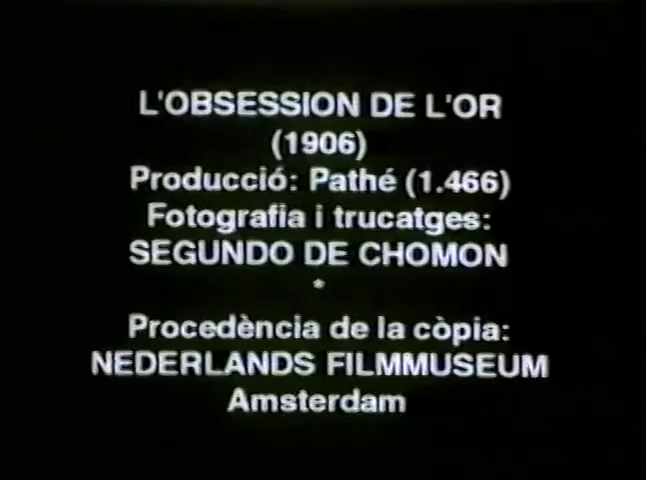 L'OBSESSION DE L'OR
(1906)
Producció: Pathé (1.466)
Fotografia i trucatges:
SEGUNDO DE CHOMON
*
Procedència de la còpia:
NEDERLANDS FILMMUSEUM
Amsterdam